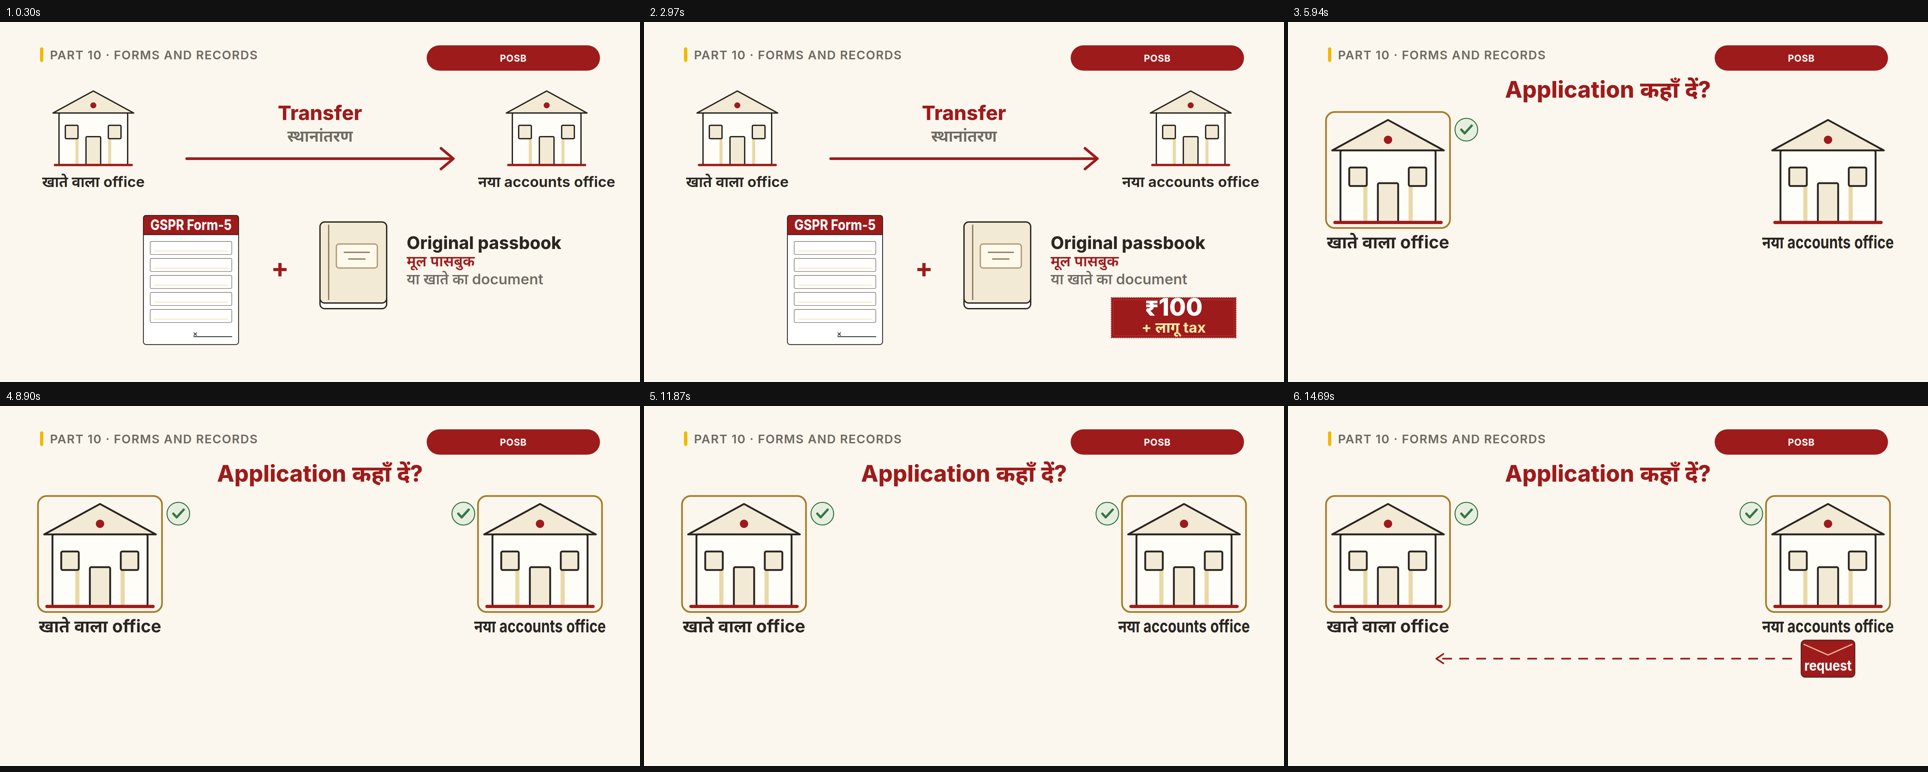 1. 0.30s
PART 10 · FORMS AND RECORDS
POSB
Transfer
स्थानांतरण
खाते वाला office
नया accounts office
GSPR Form-5
+
Original passbook
मूल पासबुक
या खाते का document
x
2. 2.97s
PART 10 · FORMS AND RECORDS
POSB
Transfer
स्थानांतरण
खाते वाला office
नया accounts office
GSPR Form-5
+
Original passbook
मूल पासबुक
या खाते का document
₹100
+ लागू tax
x
3. 5.94s
PART 10 · FORMS AND RECORDS
POSB
Application कहाँ दें?
खाते वाला office
नया accounts office
4. 8.90s
PART 10 · FORMS AND RECORDS
POSB
Application कहाँ दें?
खाते वाला office
नया accounts office
5. 11.87s
PART 10 · FORMS AND RECORDS
POSB
Application कहाँ दें?
खाते वाला office
नया accounts office
6. 14.69s
PART 10 · FORMS AND RECORDS
POSB
Application कहाँ दें?
खाते वाला office
नया accounts office
request